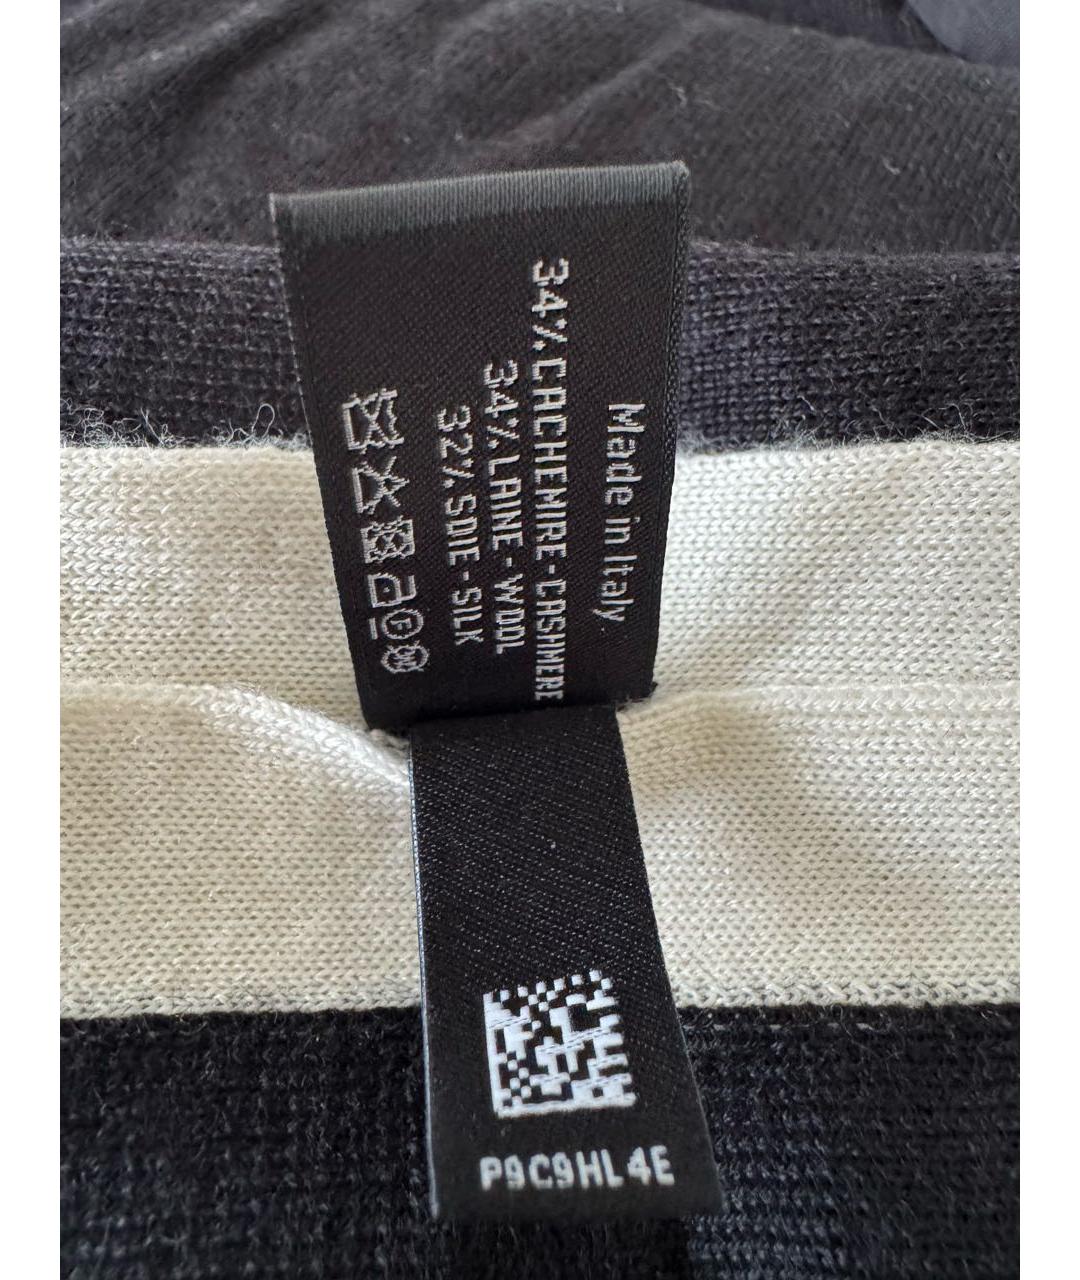 Made in Italy
34% CACHEMIRE-CASHMERE
34% LAINE-WOOL
32% SOIE-SILK
P9C9HL4E